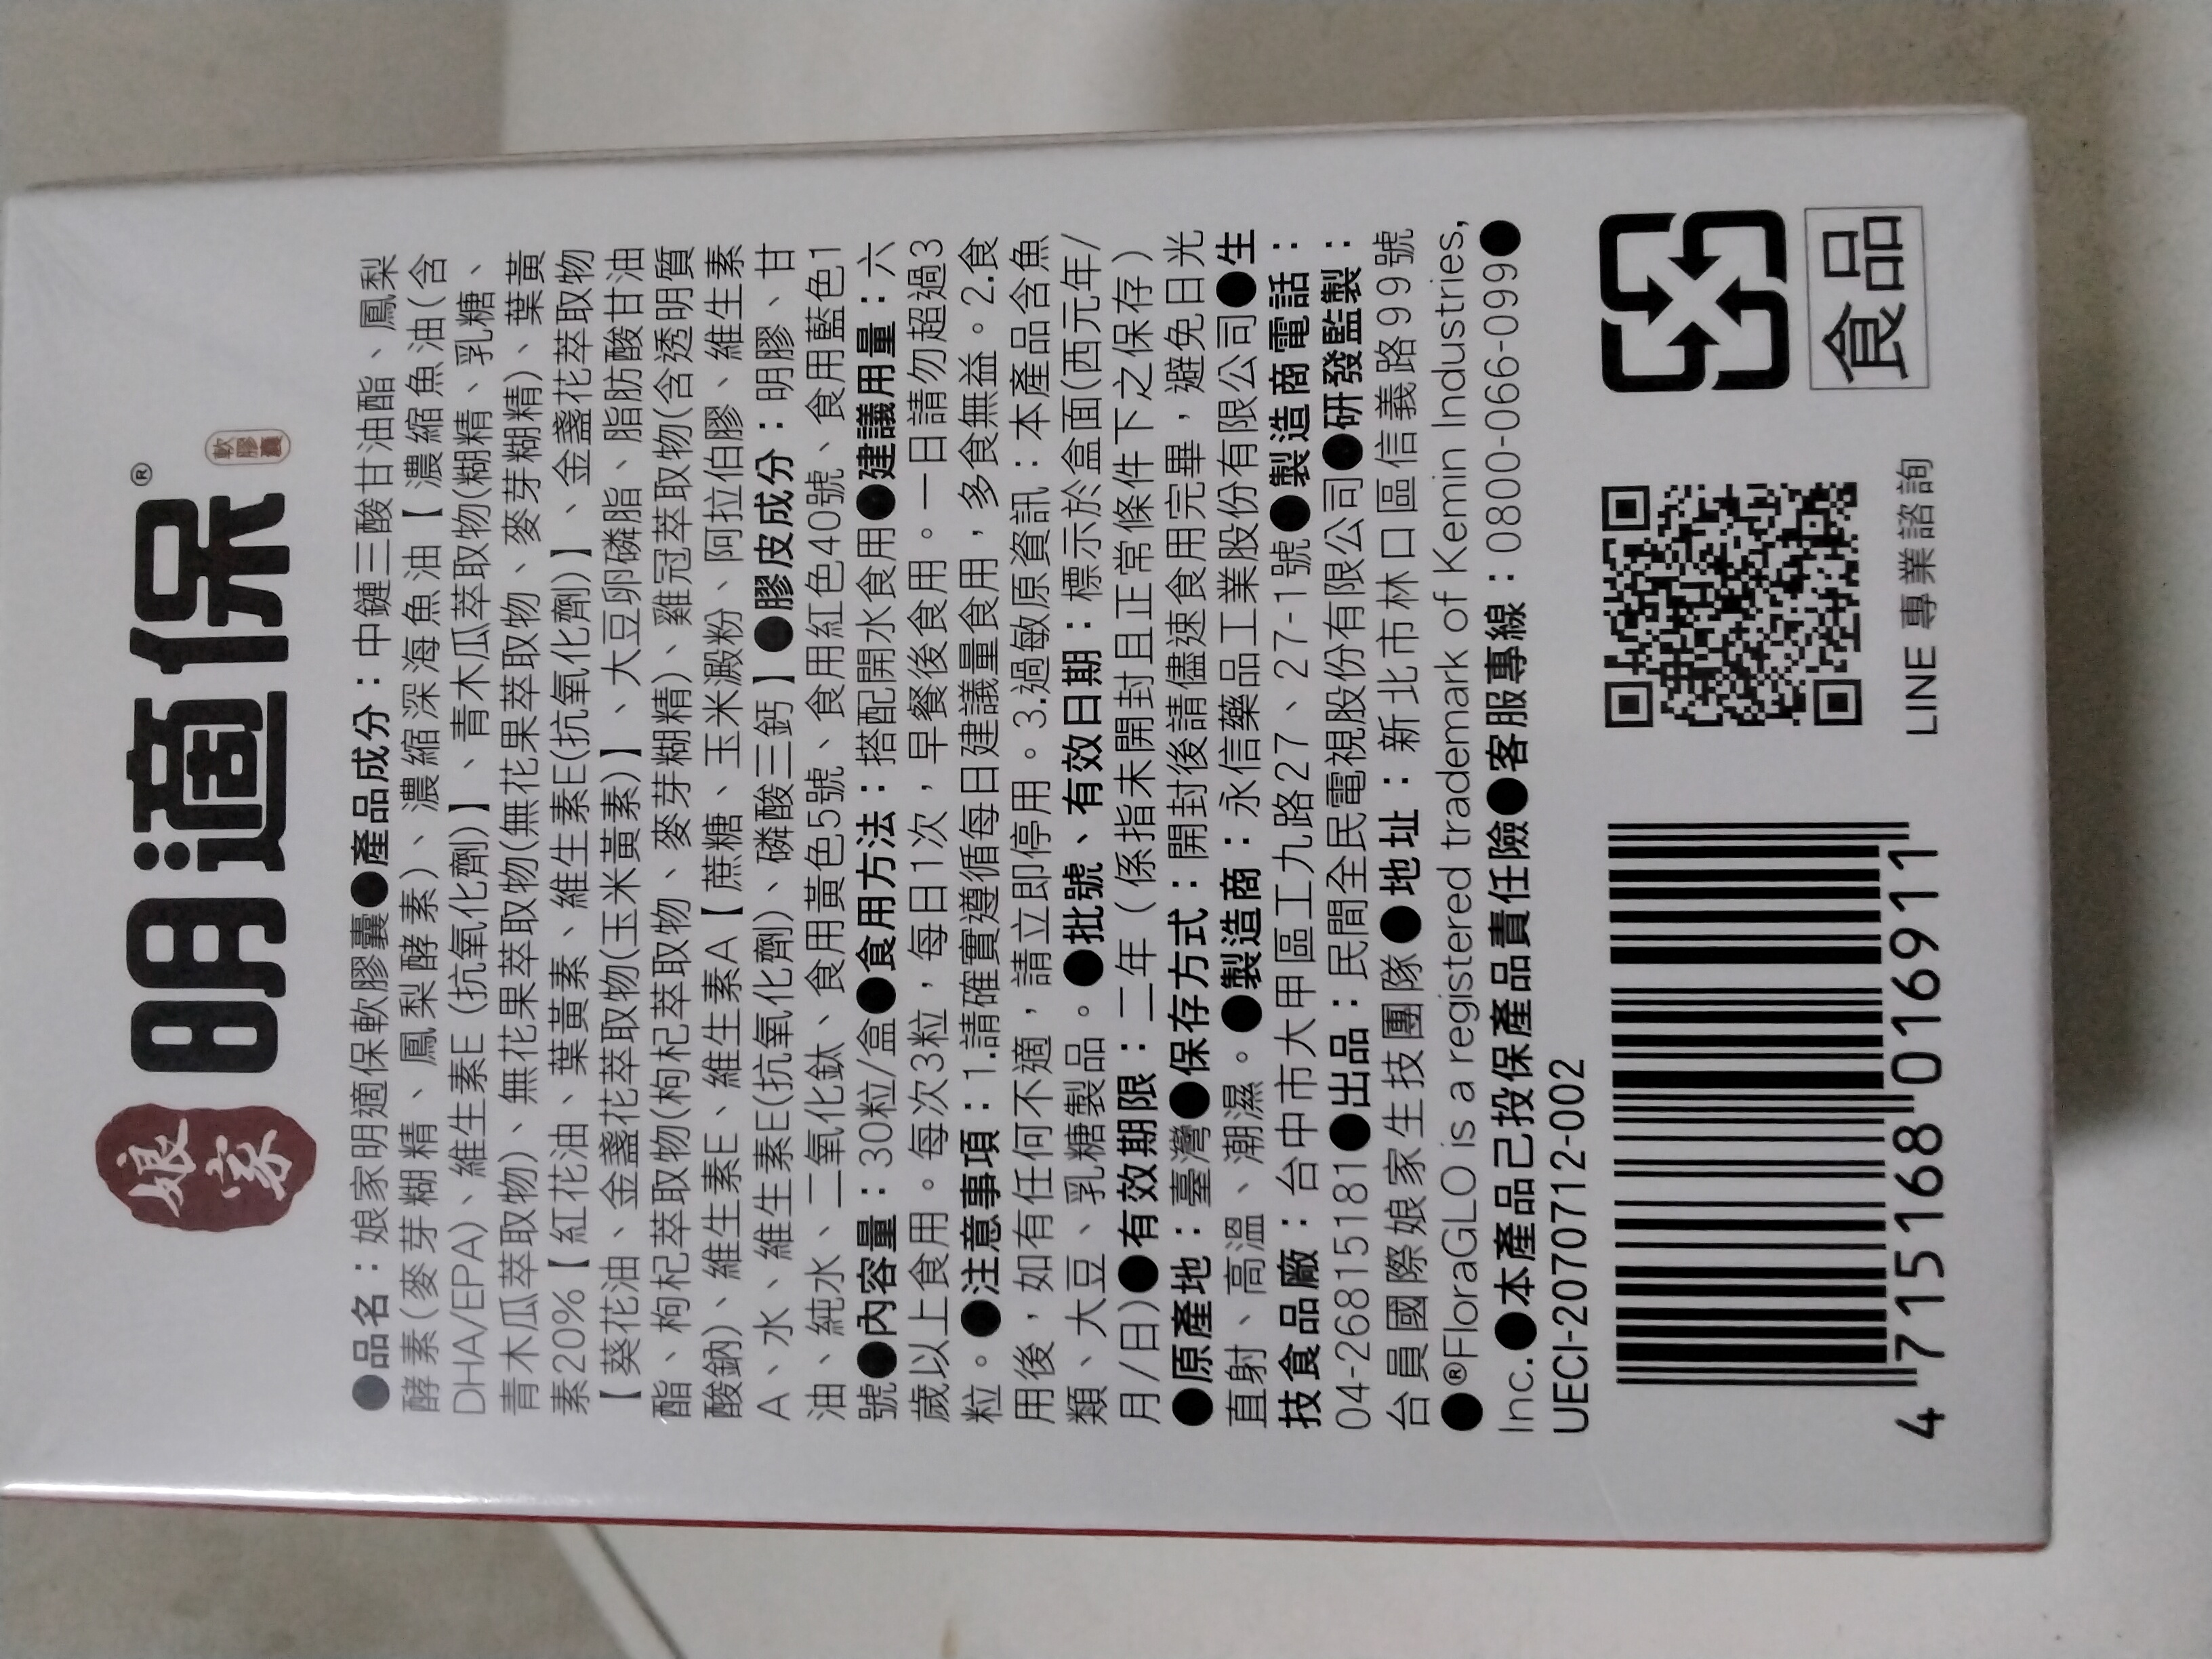 娘家
明適保®
軟膠囊
●品名：娘家明適保軟膠囊●產品成分：中鏈三酸甘油酯、鳳梨
酵素(麥芽糊精、鳳梨酵素)、濃縮深海魚油【濃縮魚油(含
DHA/EPA)、維生素E (抗氧化劑)】、青木瓜萃取物(糊精、乳糖、
青木瓜萃取物)、無花果萃取物(無花果萃取物、麥芽糊精)、葉黃
素20%【紅花油、葉黃素、維生素E(抗氧化劑)】、金盞花萃取物
【葵花油、金盞花萃取物(玉米黃素)】、大豆卵磷脂、脂肪酸甘油
酯、枸杞萃取物(枸杞萃取物、麥芽糊精)、雞冠萃取物(含透明質
酸鈉)、維生素E、維生素A【蔗糖、玉米澱粉、阿拉伯膠、維生素
A、水、維生素E(抗氧化劑)、磷酸三鈣】●膠皮成分：明膠、甘
油、純水、二氧化鈦、食用黃色5號、食用紅色40號、食用藍色1
號●內容量：30粒/盒●食用方法：搭配開水食用●建議用量：六
歲以上食用。每次3粒，每日1次，早餐後食用。一日請勿超過3
粒。●注意事項：1.請確實遵循每日建議量食用，多食無益。2.食
用後，如有任何不適，請立即停用。3.過敏原資訊：本產品含魚
類、大豆、乳糖製品。●批號、有效日期：標示於盒面(西元年/
月/日)●有效期限：二年（係指未開封且正常條件下之保存）
●原產地：臺灣●保存方式：開封後請儘速食用完畢，避免日光
直射、高溫、潮濕。●製造商：永信藥品工業股份有限公司●生
技食品廠：台中市大甲區工九路27、27-1號●製造商電話：
04-26815181●出品：民間全民電視股份有限公司●研發監製：
台員國際娘家生技團隊●地址：新北市林口區信義路99號
●®FloraGLO is a registered trademark of Kemin Industries,
Inc.●本產品已投保產品責任險●客服專線：0800-066-099●
UECI-2070712-002
4 715168 016911
LINE 專業諮詢
食品